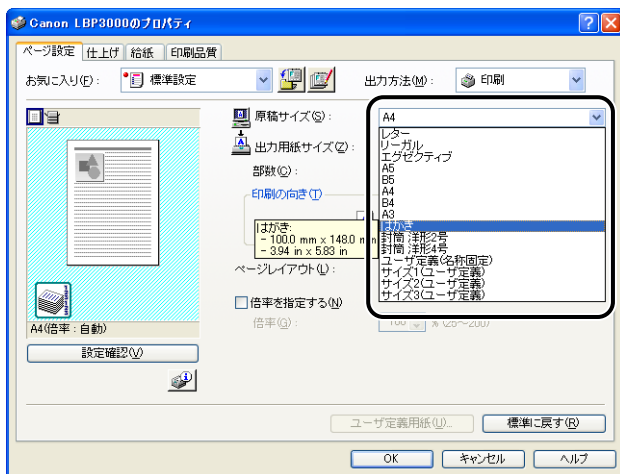 Canon LBP3000のプロパティ
ページ設定 仕上げ 給紙 印刷品質
お気に入り(F): 標準設定 出力方法(M): 印刷
原稿サイズ(S): A4
出力用紙サイズ(Z):
部数(C):
印刷の向き(T)
レター
リーガル
エグゼクティブ
A5
B5
A4
B4
A3
はがき
封筒 洋形2号
封筒 洋形4号
ユーザ定義(名称固定)
サイズ1(ユーザ定義)
サイズ2(ユーザ定義)
サイズ3(ユーザ定義)
はがき:
- 100.0 mm x 148.0 m
- 3.94 in x 5.83 in
ページレイアウト(L):
倍率を指定する(N)
倍率(G): 100 % (25~200)
A4(倍率:自動)
設定確認(V)
ユーザ定義用紙(U)... 標準に戻す(R)
OK キャンセル ヘルプ